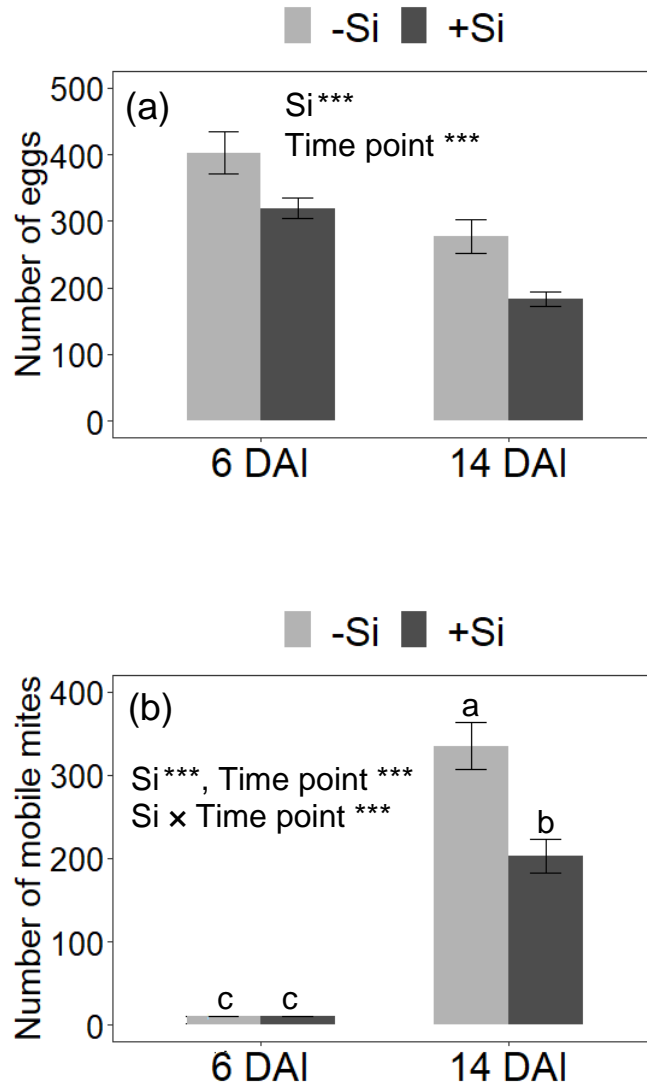 -Si +Si
(a)
Si***
Time point ***
Number of eggs
500
400
300
200
100
0
6 DAI 14 DAI
-Si +Si
(b)
Si***, Time point ***
Si × Time point ***
Number of mobile mites
400
300
200
100
0
a
b
c c
6 DAI 14 DAI